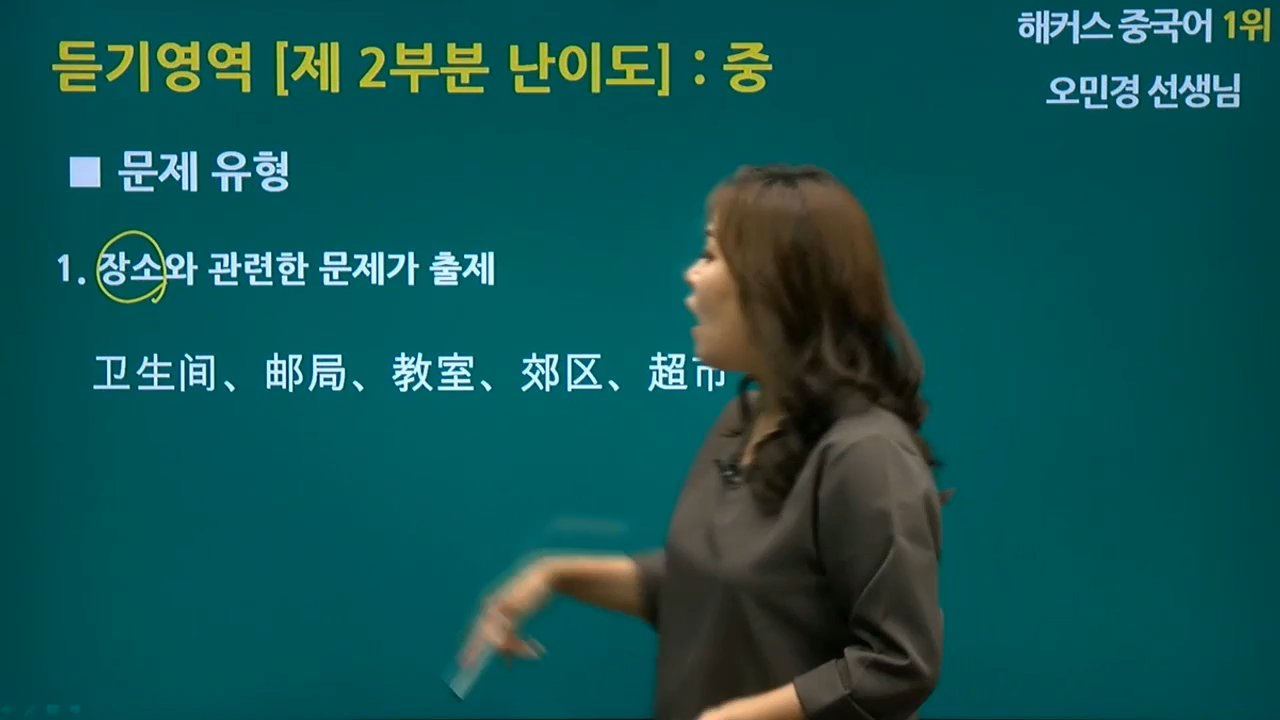 해커스 중국어 1위
듣기영역 [제 2부분 난이도] : 중
오민경 선생님
■ 문제 유형
1. 장소와 관련한 문제가 출제
卫生间、邮局、教室、郊区、超市